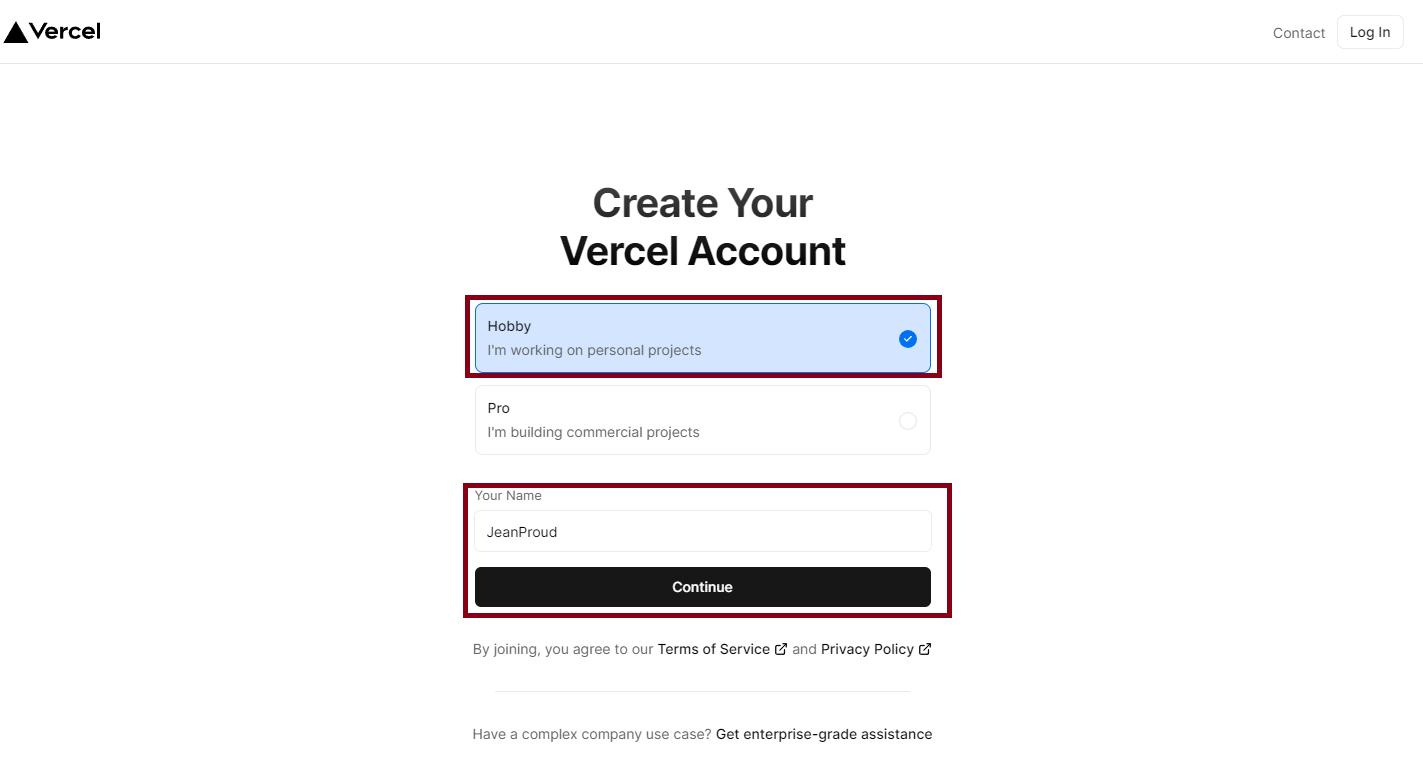 Vercel
Contact
Log In
Create Your
Vercel Account
Hobby
I'm working on personal projects
Pro
I'm building commercial projects
Your Name
JeanProud
Continue
By joining, you agree to our Terms of Service and Privacy Policy
Have a complex company use case? Get enterprise-grade assistance